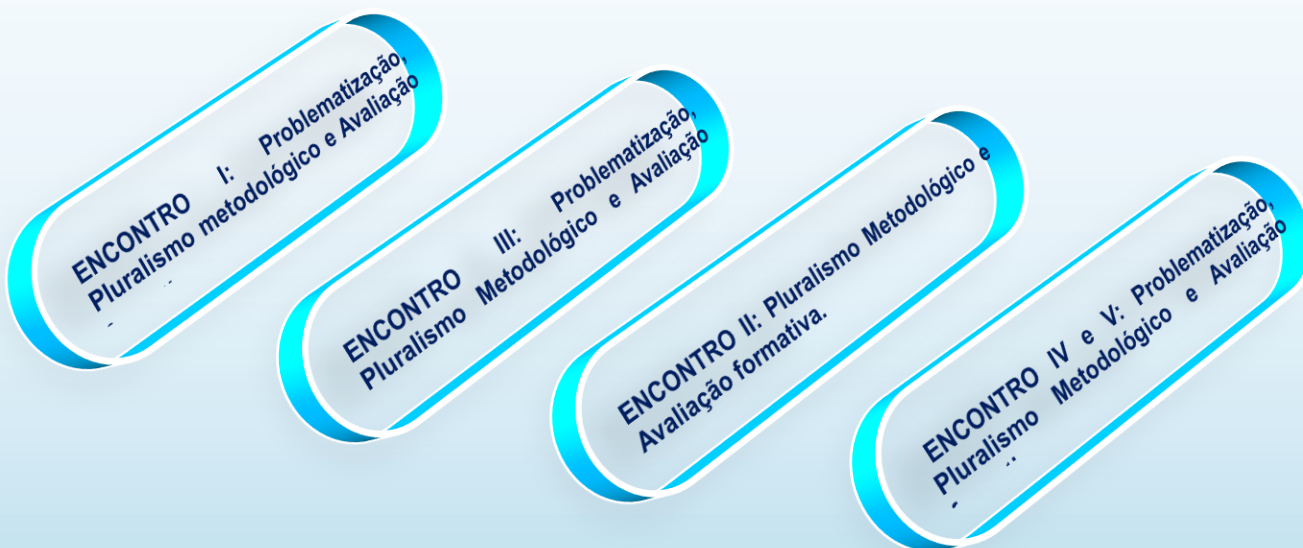 ENCONTRO I: Problematização,
Pluralismo metodológico e Avaliação
ENCONTRO III: Problematização,
Pluralismo Metodológico e Avaliação
ENCONTRO II: Pluralismo Metodológico e
Avaliação formativa.
ENCONTRO IV e V: Problematização,
Pluralismo Metodológico e Avaliação